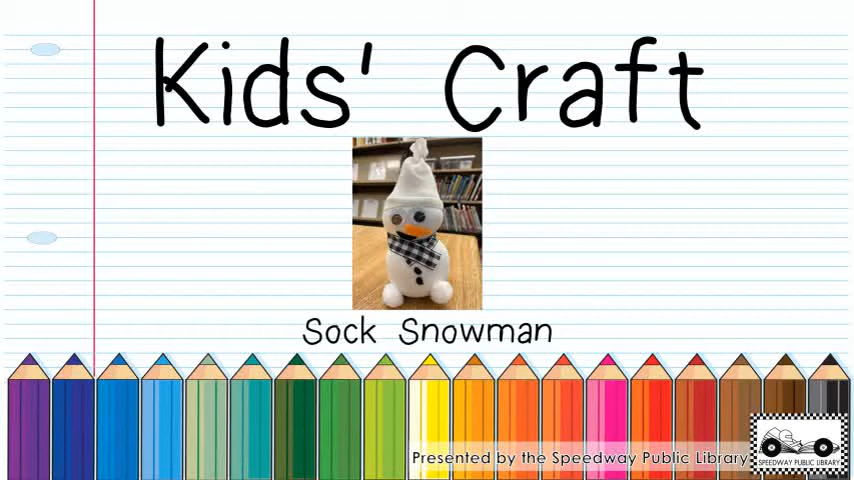 Kids' Craft
Sock Snowman
Presented by the Speedway Public Library
SPEEDWAY PUBLIC LIBRARY